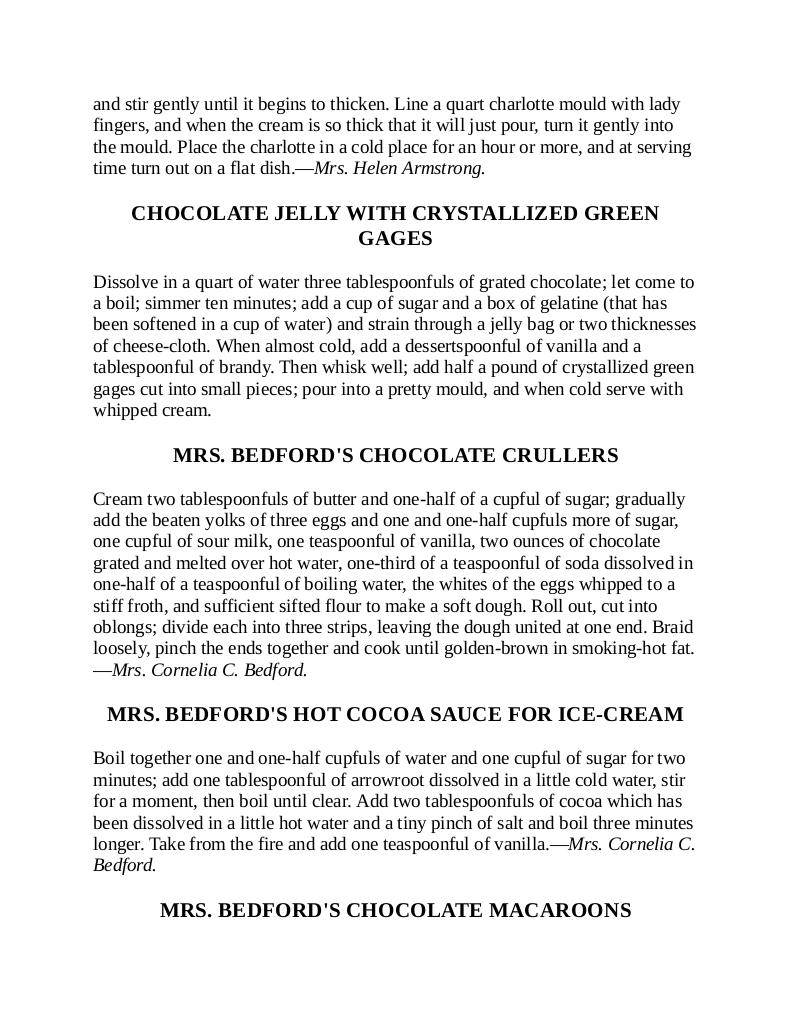 and stir gently until it begins to thicken. Line a quart charlotte mould with lady
fingers, and when the cream is so thick that it will just pour, turn it gently into
the mould. Place the charlotte in a cold place for an hour or more, and at serving
time turn out on a flat dish.—Mrs. Helen Armstrong.
CHOCOLATE JELLY WITH CRYSTALLIZED GREEN
GAGES
Dissolve in a quart of water three tablespoonfuls of grated chocolate; let come to
a boil; simmer ten minutes; add a cup of sugar and a box of gelatine (that has
been softened in a cup of water) and strain through a jelly bag or two thicknesses
of cheese-cloth. When almost cold, add a dessertspoonful of vanilla and a
tablespoonful of brandy. Then whisk well; add half a pound of crystallized green
gages cut into small pieces; pour into a pretty mould, and when cold serve with
whipped cream.
MRS. BEDFORD'S CHOCOLATE CRULLERS
Cream two tablespoonfuls of butter and one-half of a cupful of sugar; gradually
add the beaten yolks of three eggs and one and one-half cupfuls more of sugar,
one cupful of sour milk, one teaspoonful of vanilla, two ounces of chocolate
grated and melted over hot water, one-third of a teaspoonful of soda dissolved in
one-half of a teaspoonful of boiling water, the whites of the eggs whipped to a
stiff froth, and sufficient sifted flour to make a soft dough. Roll out, cut into
oblongs; divide each into three strips, leaving the dough united at one end. Braid
loosely, pinch the ends together and cook until golden-brown in smoking-hot fat.
—Mrs. Cornelia C. Bedford.
MRS. BEDFORD'S HOT COCOA SAUCE FOR ICE-CREAM
Boil together one and one-half cupfuls of water and one cupful of sugar for two
minutes; add one tablespoonful of arrowroot dissolved in a little cold water, stir
for a moment, then boil until clear. Add two tablespoonfuls of cocoa which has
been dissolved in a little hot water and a tiny pinch of salt and boil three minutes
longer. Take from the fire and add one teaspoonful of vanilla.—Mrs. Cornelia C.
Bedford.
MRS. BEDFORD'S CHOCOLATE MACAROONS